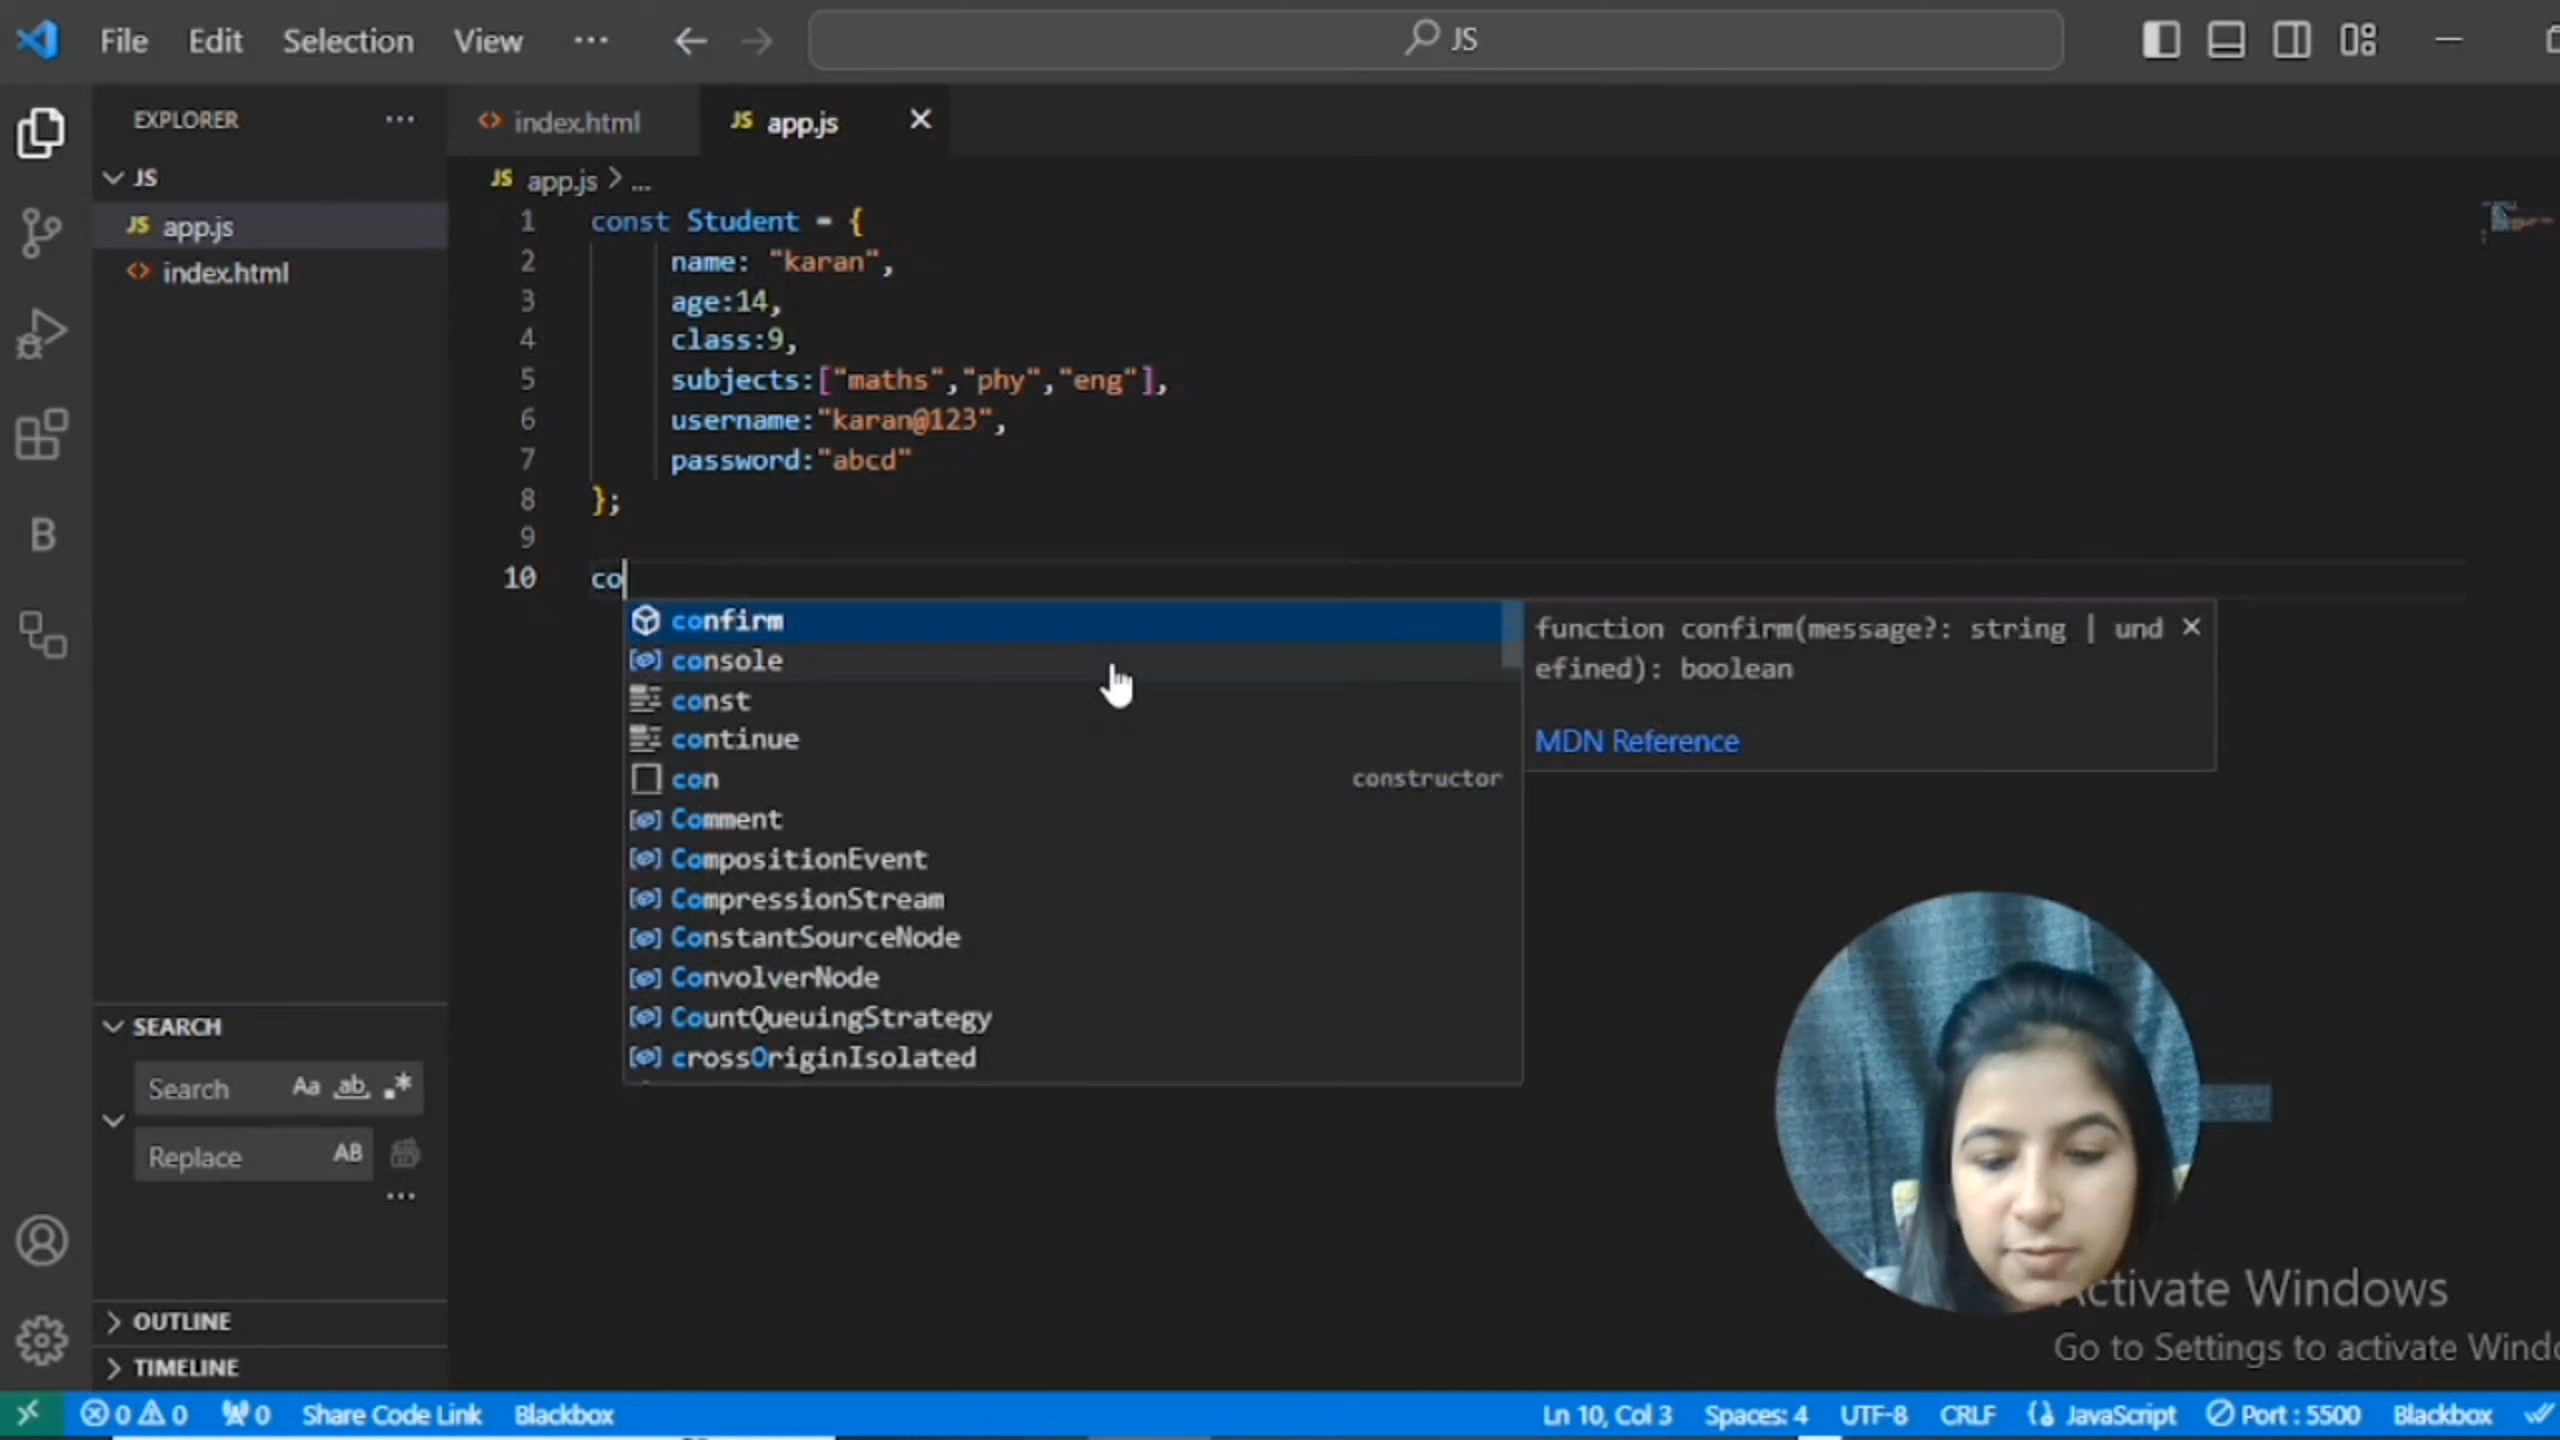 File Edit Selection View ··· JS
EXPLORER ···
JS
JS app.js
<> index.html
<> index.html
JS app.js
JS app.js > ...
1 const Student = {
2 name: "karan",
3 age:14,
4 class:9,
5 subjects:["maths","phy","eng"],
6 username:"karan@123",
7 password:"abcd"
8 };
9
10 co
confirm
console
const
continue
con constructor
Comment
CompositionEvent
CompressionStream
ConstantSourceNode
ConvolverNode
CountQueuingStrategy
crossOriginIsolated
function confirm(message?: string | und
efined): boolean
MDN Reference
B
SEARCH
Search Aa ab .*
Replace AB
···
OUTLINE
TIMELINE
Activate Windows
Go to Settings to activate Wind
0 0 0 Share Code Link Blackbox Ln 10, Col 3 Spaces: 4 UTF-8 CRLF JavaScript Port : 5500 Blackbox